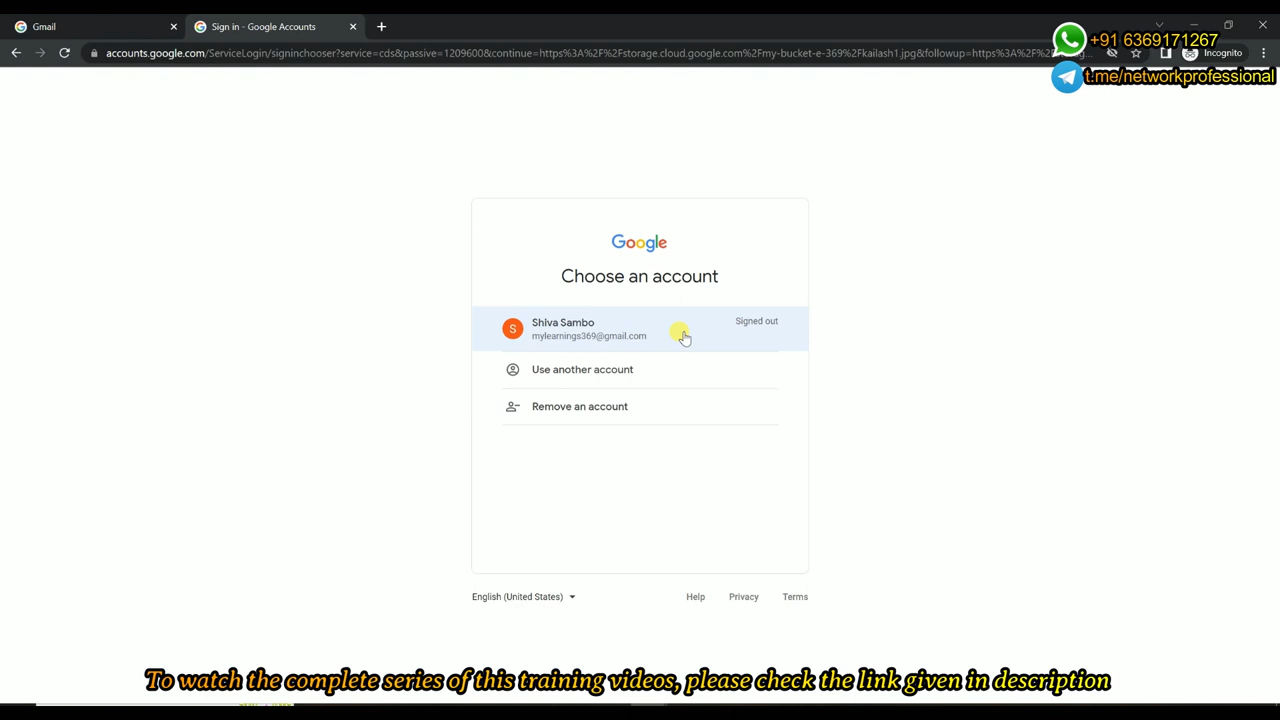 Gmail
Sign in - Google Accounts
accounts.google.com/ServiceLogin/signinchooser?service=cds&passive=1209600&continue=https%3A%2F%2Fstorage.cloud.google.com%2Fmy-bucket-e-369%2Fkailash1.jpg&followup=https%3A%2F%2F
Incognito
+91 6369171267
t.me/networkprofessional
Google
Choose an account
S
Shiva Sambo
Signed out
mylearnings369@gmail.com
Use another account
Remove an account
English (United States)
Help
Privacy
Terms
To watch the complete series of this training videos, please check the link given in description